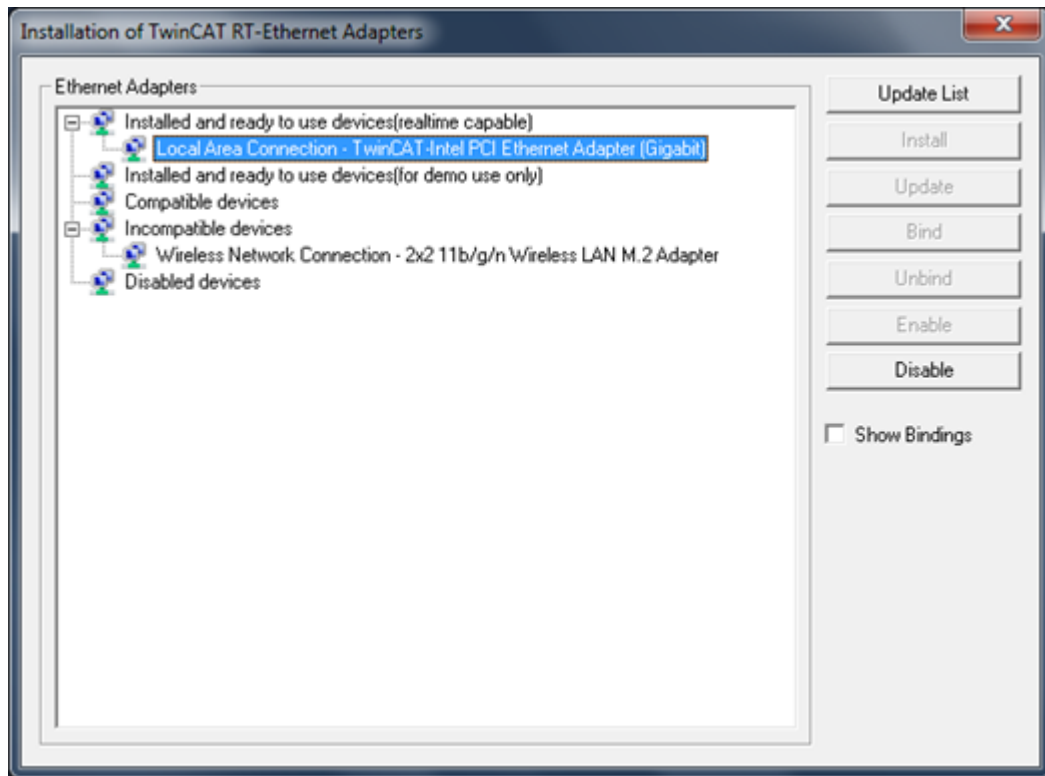 Installation of TwinCAT RT-Ethernet Adapters
Ethernet Adapters
Installed and ready to use devices(realtime capable)
Local Area Connection - TwinCAT-Intel PCI Ethernet Adapter (Gigabit)
Installed and ready to use devices(for demo use only)
Compatible devices
Incompatible devices
Wireless Network Connection - 2x2 11b/g/n Wireless LAN M.2 Adapter
Disabled devices
Update List
Install
Update
Bind
Unbind
Enable
Disable
Show Bindings